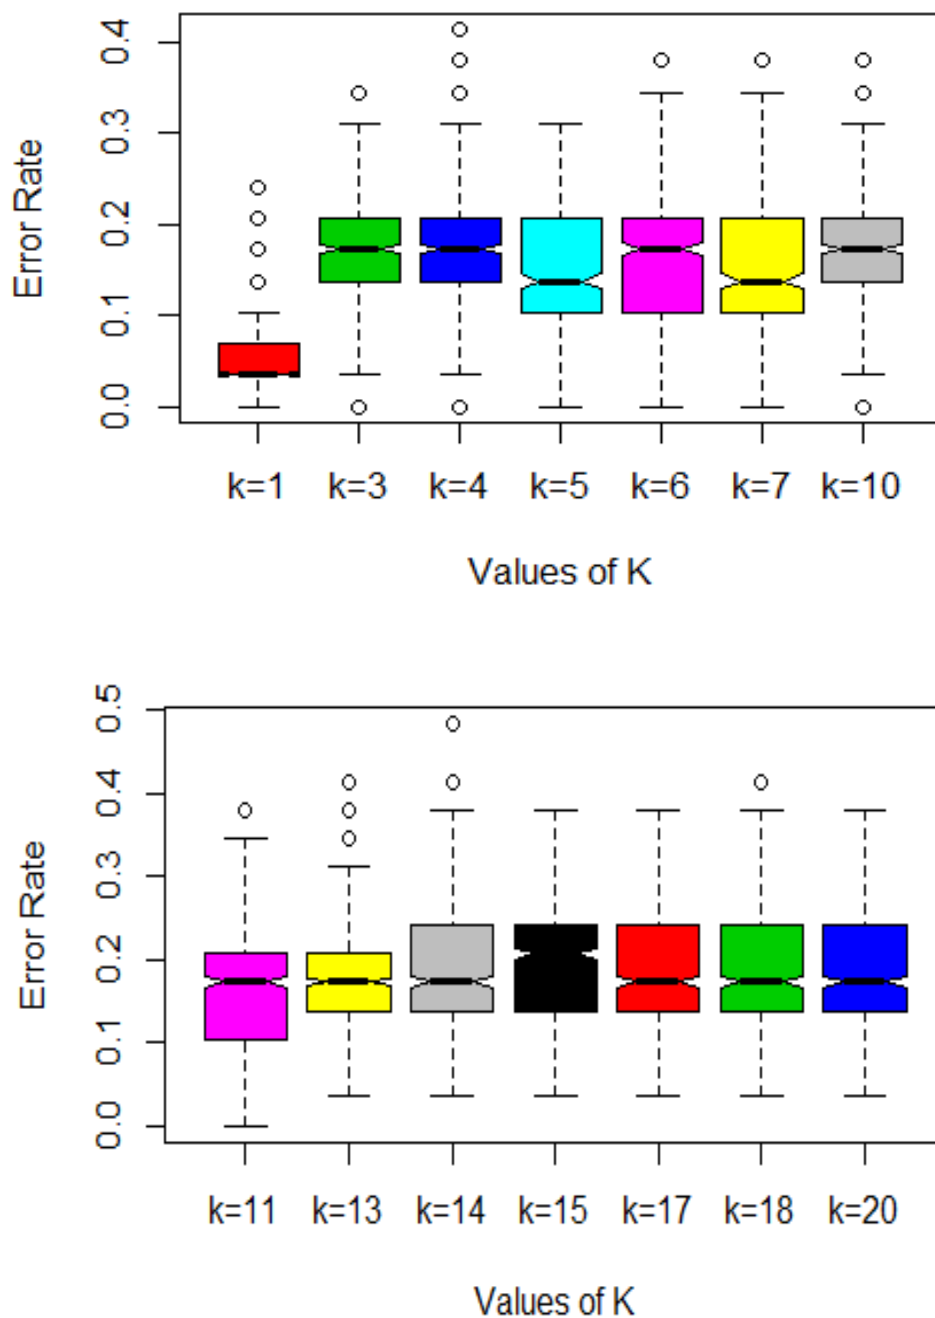 0.4
0.3
0.2
0.1
0.0
Error Rate
k=1 k=3 k=4 k=5 k=6 k=7 k=10
Values of K
0.5
0.4
0.3
0.2
0.1
0.0
Error Rate
k=11 k=13 k=14 k=15 k=17 k=18 k=20
Values of K